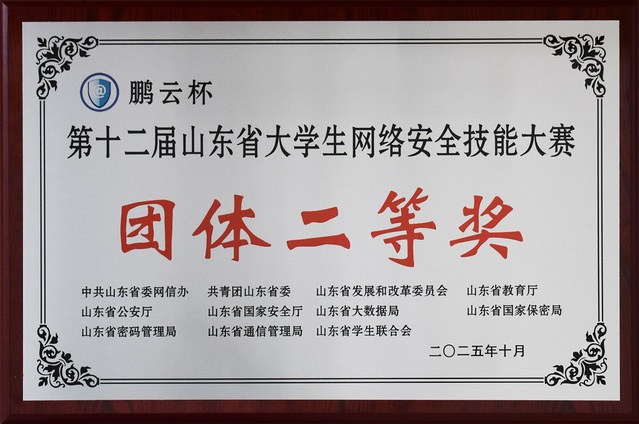 鹏云杯
第十二届山东省大学生网络安全技能大赛
团体二等奖
中共山东省委网信办 共青团山东省委 山东省发展和改革委员会 山东省教育厅
山东省公安厅 山东省国家安全厅 山东省大数据局 山东省国家保密局
山东省密码管理局 山东省通信管理局 山东省学生联合会
二〇二五年十月